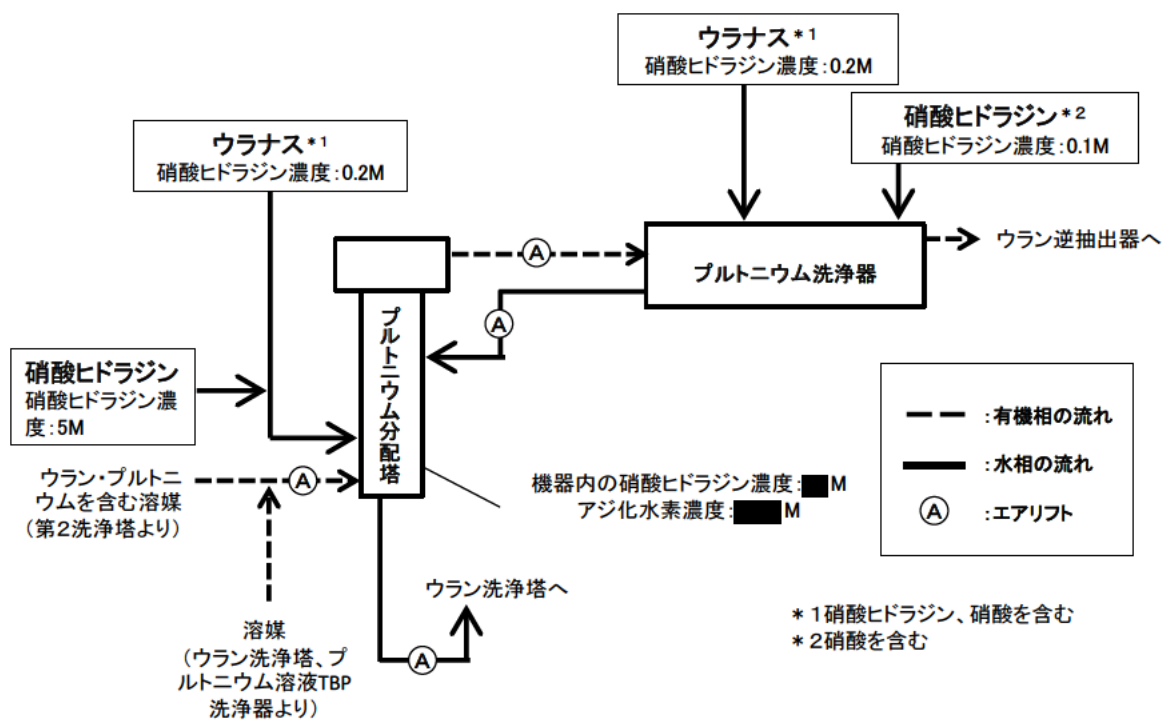 ウラナス*1
硝酸ヒドラジン濃度:0.2M
硝酸ヒドラジン*2
硝酸ヒドラジン濃度:0.1M
ウラナス*1
硝酸ヒドラジン濃度:0.2M
A
プルトニウム洗浄器
ウラン逆抽出器へ
A
プルトニウム分配塔
硝酸ヒドラジン
硝酸ヒドラジン濃
度:5M
ウラン・プルトニ
ウムを含む溶媒
(第2洗浄塔より)
A
機器内の硝酸ヒドラジン濃度: M
アジ化水素濃度: M
:有機相の流れ
:水相の流れ
A :エアリフト
ウラン洗浄塔へ
A
溶媒
(ウラン洗浄塔、プ
ルトニウム溶液TBP
洗浄器より)
*1硝酸ヒドラジン、硝酸を含む
*2硝酸を含む